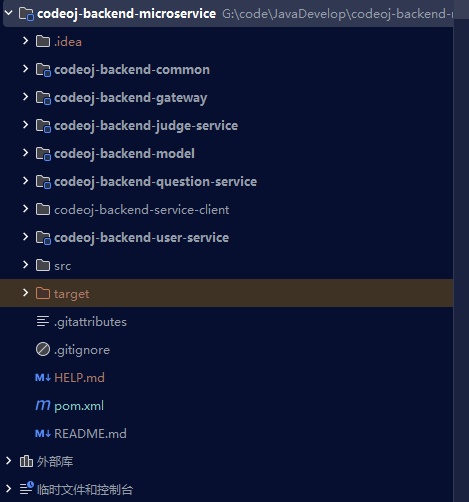 codeoj-backend-microservice G:\code\JavaDevelop\codeoj-backend-
.idea
codeoj-backend-common
codeoj-backend-gateway
codeoj-backend-judge-service
codeoj-backend-model
codeoj-backend-question-service
codeoj-backend-service-client
codeoj-backend-user-service
src
target
.gitattributes
.gitignore
M↓ HELP.md
m pom.xml
M↓ README.md
外部库
临时文件和控制台